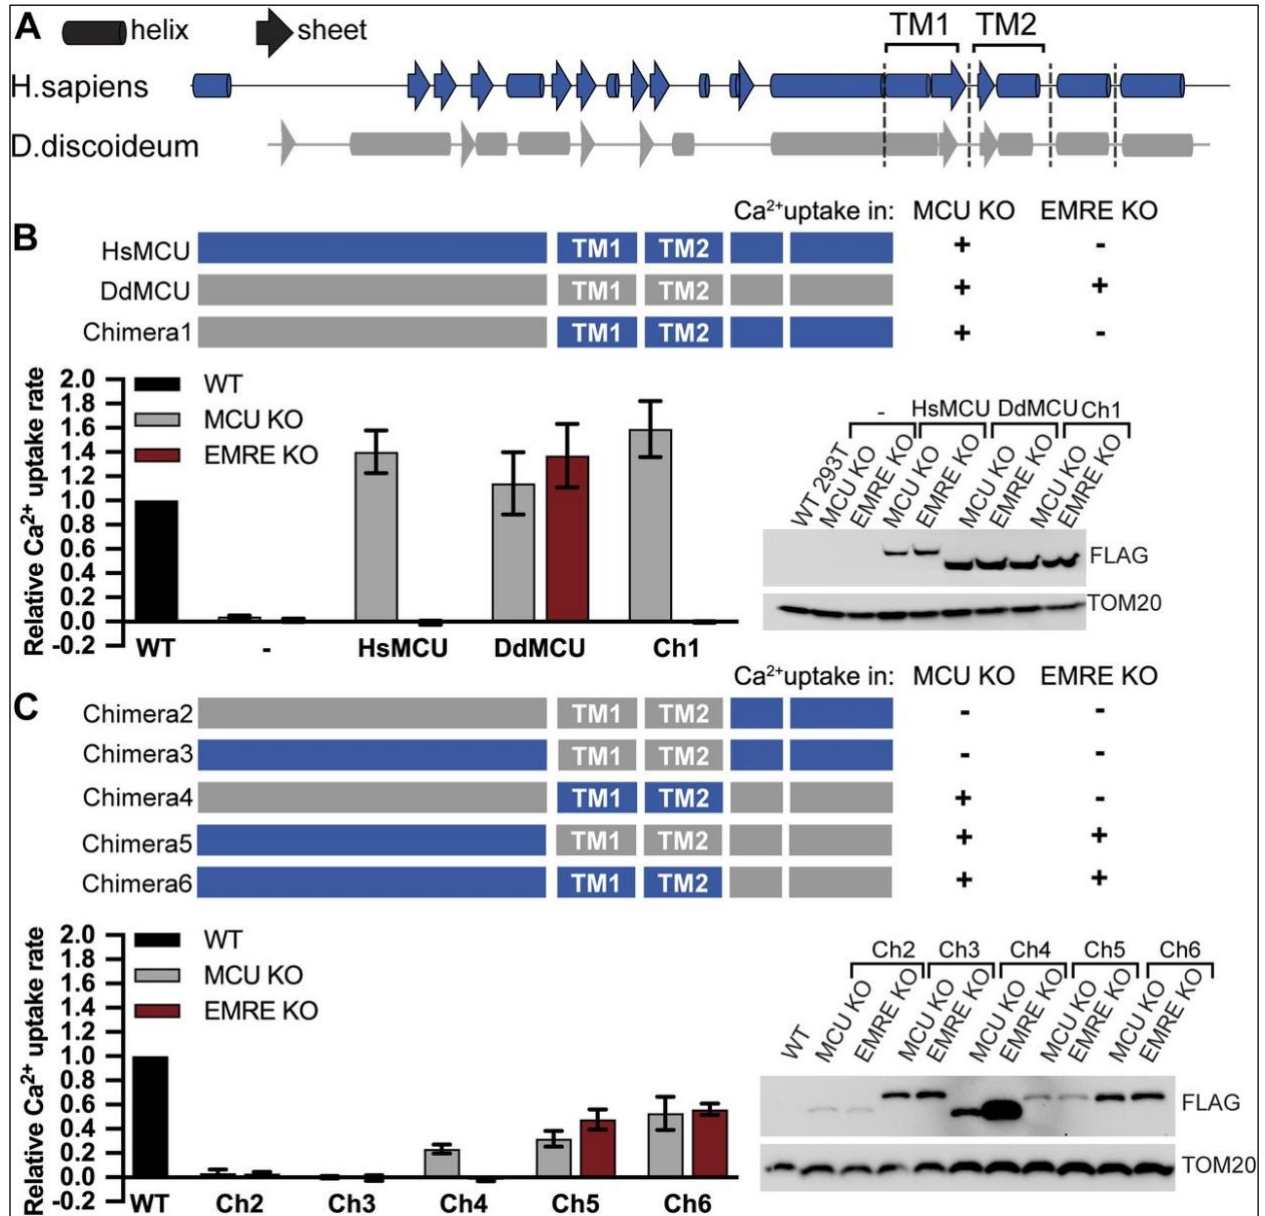 A helix sheet TM1 TM2
H.sapiens
D.discoideum
Ca²⁺uptake in: MCU KO EMRE KO
B
HsMCU TM1 TM2 + -
DdMCU TM1 TM2 + +
Chimera1 TM1 TM2 + -
Relative Ca²⁺ uptake rate
2.0
1.8
1.6
1.4
1.2
1.0
0.8
0.6
0.4
0.2
0.0
-0.2
WT
MCU KO
EMRE KO
WT - HsMCU DdMCU Ch1
- HsMCU DdMCU Ch1
WT 293T MCU KO EMRE KO MCU KO EMRE KO MCU KO EMRE KO MCU KO EMRE KO
FLAG
TOM20
Ca²⁺uptake in: MCU KO EMRE KO
C
Chimera2 TM1 TM2 - -
Chimera3 TM1 TM2 - -
Chimera4 TM1 TM2 + -
Chimera5 TM1 TM2 + +
Chimera6 TM1 TM2 + +
Relative Ca²⁺ uptake rate
2.0
1.8
1.6
1.4
1.2
1.0
0.8
0.6
0.4
0.2
0.0
-0.2
WT
MCU KO
EMRE KO
WT Ch2 Ch3 Ch4 Ch5 Ch6
Ch2 Ch3 Ch4 Ch5 Ch6
WT MCU KO EMRE KO MCU KO EMRE KO MCU KO EMRE KO MCU KO EMRE KO MCU KO EMRE KO
FLAG
TOM20